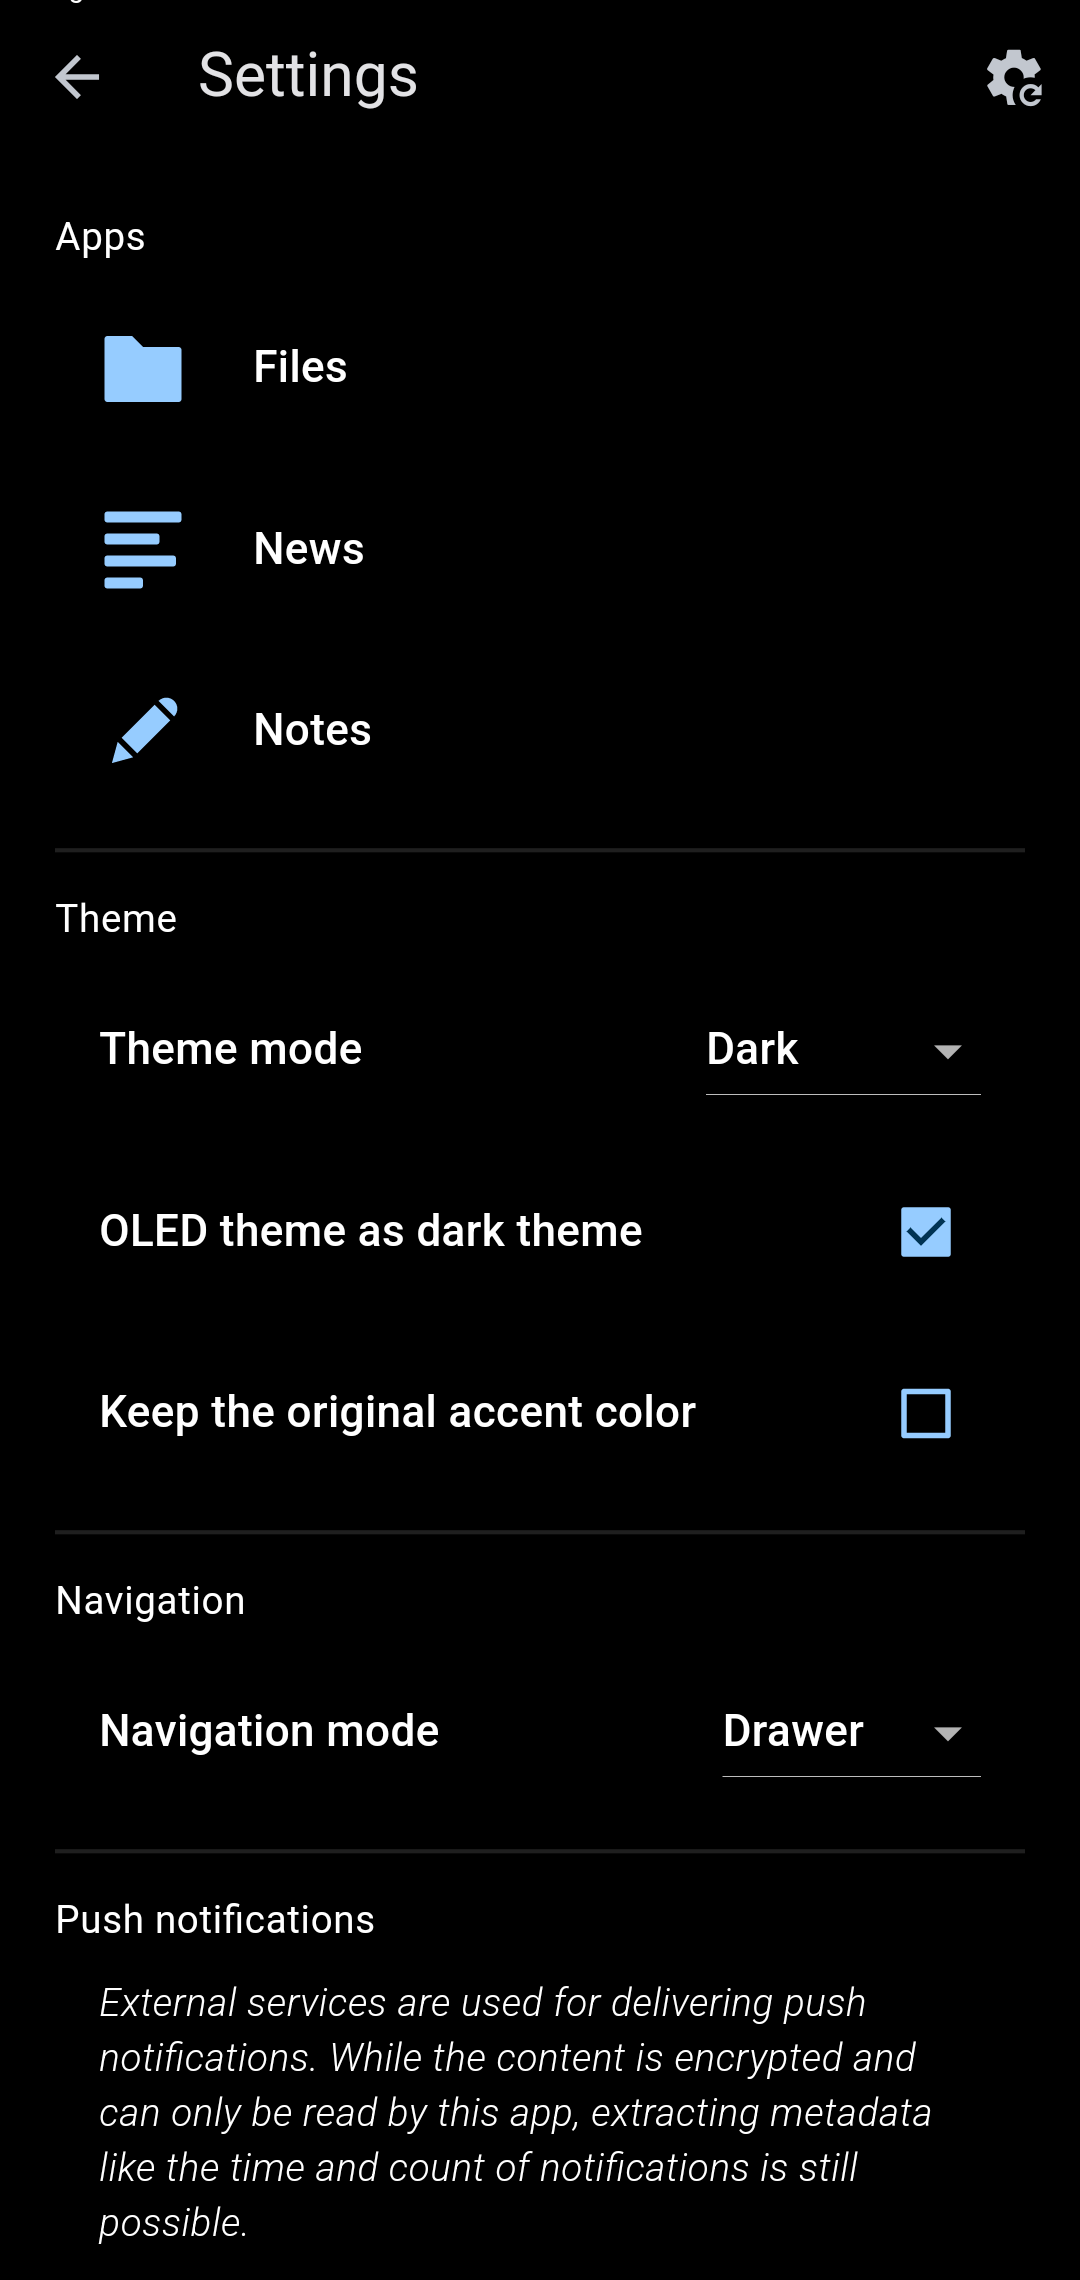 Settings
Apps
Files
News
Notes
Theme
Theme mode
Dark
OLED theme as dark theme
Keep the original accent color
Navigation
Navigation mode
Drawer
Push notifications
External services are used for delivering push
notifications. While the content is encrypted and
can only be read by this app, extracting metadata
like the time and count of notifications is still
possible.